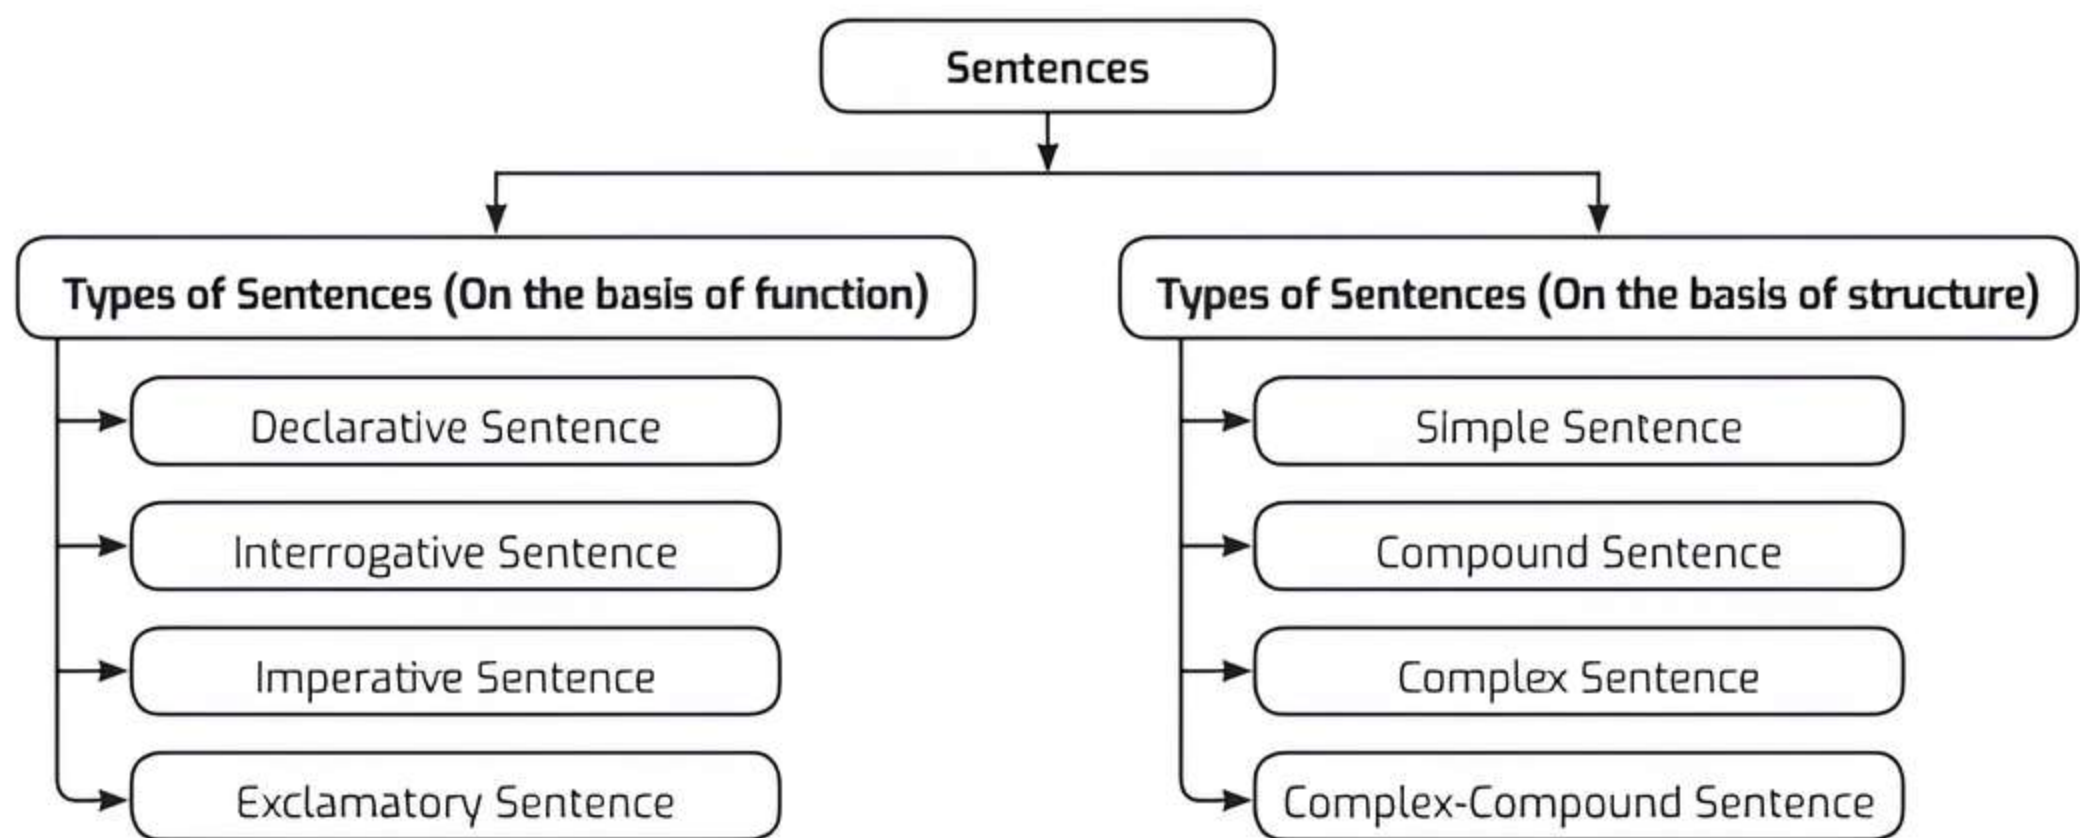 Sentences
Types of Sentences (On the basis of function)
Declarative Sentence
Interrogative Sentence
Imperative Sentence
Exclamatory Sentence
Types of Sentences (On the basis of structure)
Simple Sentence
Compound Sentence
Complex Sentence
Complex-Compound Sentence